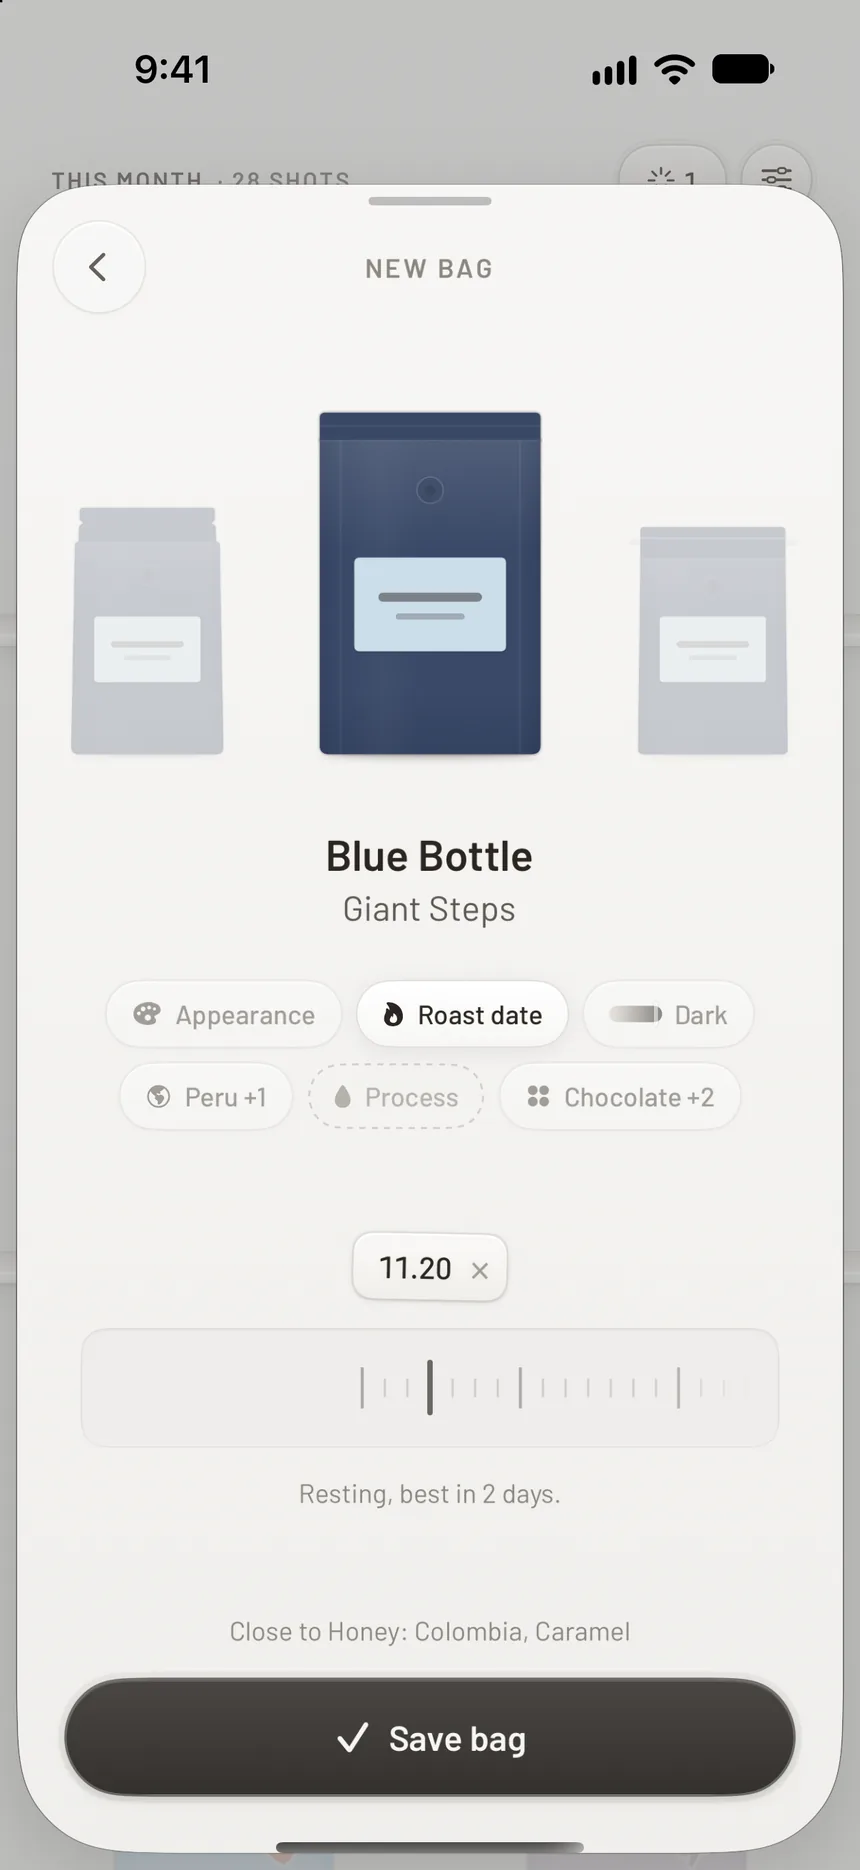 9:41
THIS MONTH · 28 SHOTS
1
NEW BAG
Blue Bottle
Giant Steps
Appearance
Roast date
Dark
Peru +1
Process
Chocolate +2
11.20 ×
Resting, best in 2 days.
Close to Honey: Colombia, Caramel
Save bag